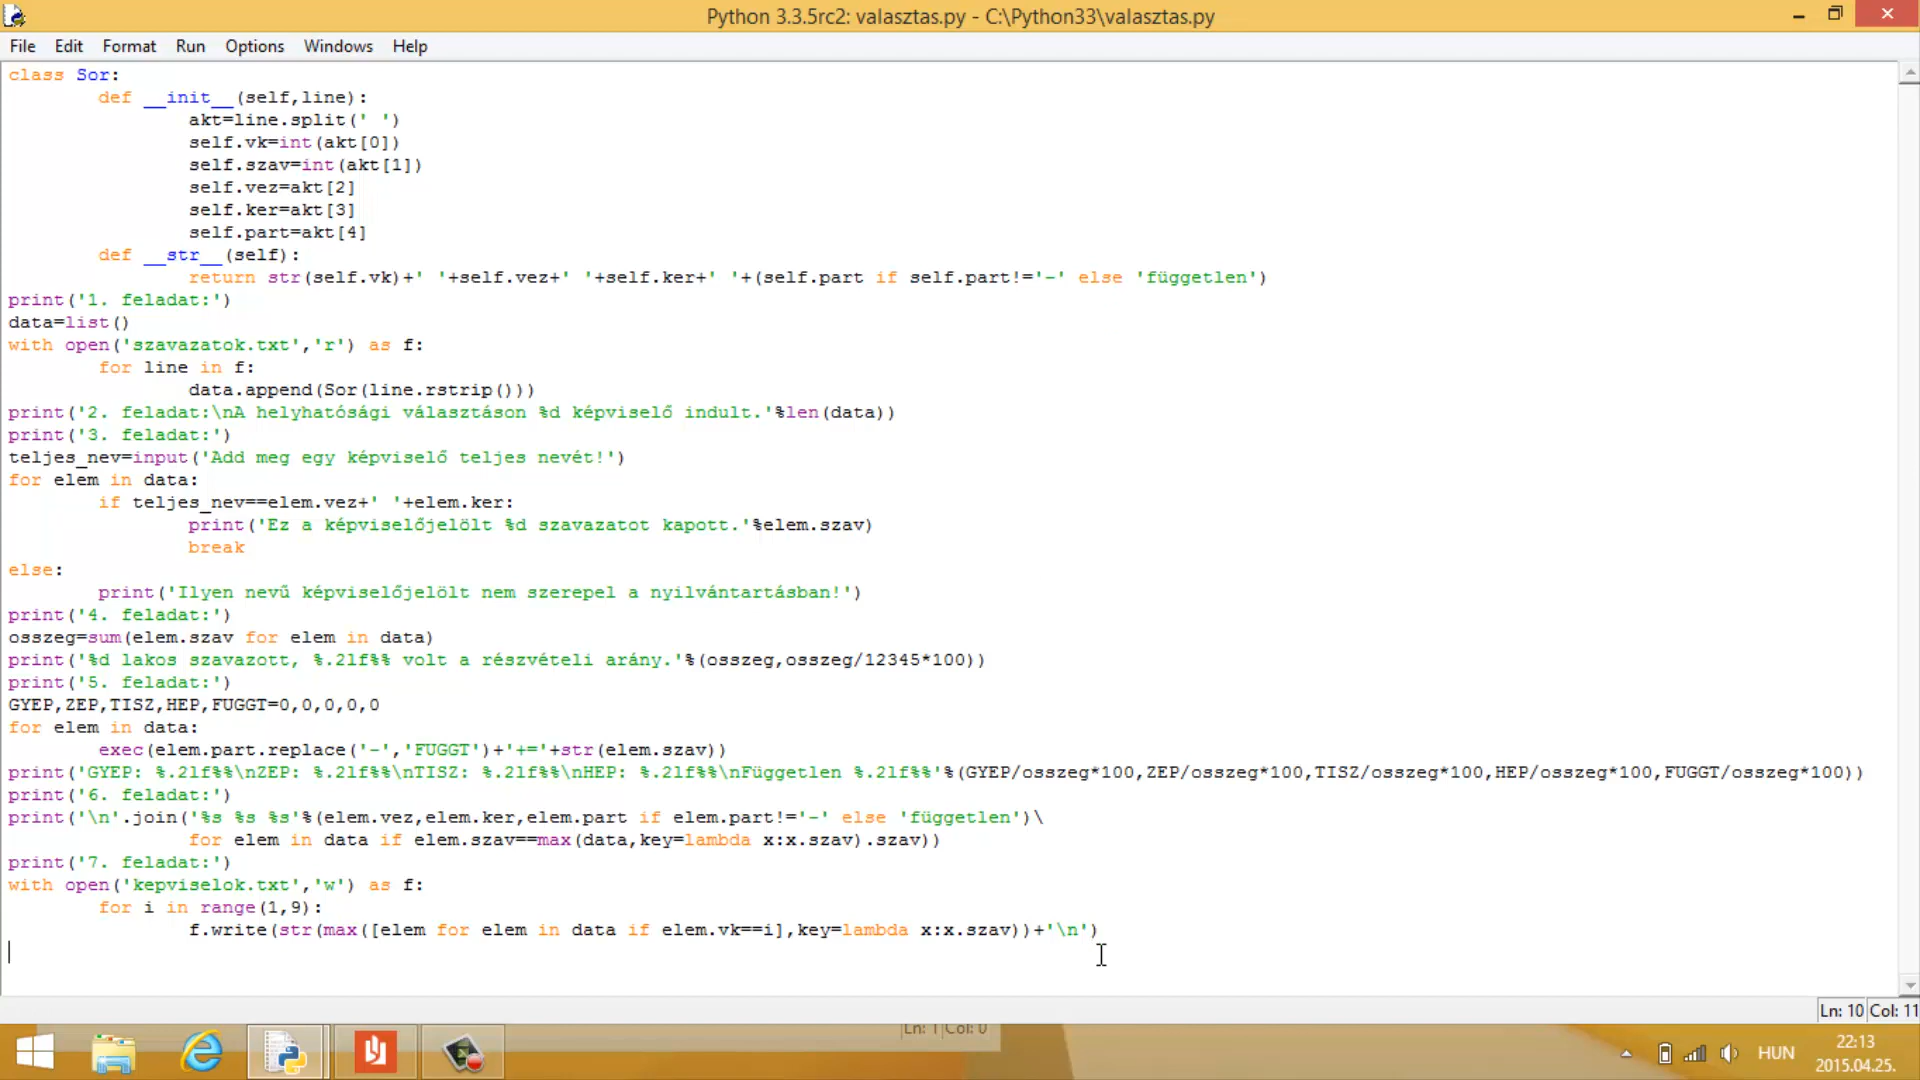 Python 3.3.5rc2: valasztas.py - C:\Python33\valasztas.py
File Edit Format Run Options Windows Help
class Sor:
        def __init__(self,line):
                akt=line.split(' ')
                self.vk=int(akt[0])
                self.szav=int(akt[1])
                self.vez=akt[2]
                self.ker=akt[3]
                self.part=akt[4]
        def __str__(self):
                return str(self.vk)+' '+self.vez+' '+self.ker+' '+(self.part if self.part!='-' else 'független')
print('1. feladat:')
data=list()
with open('szavazatok.txt','r') as f:
        for line in f:
                data.append(Sor(line.rstrip()))
print('2. feladat:\nA helyhatósági választáson %d képviselő indult.'%len(data))
print('3. feladat:')
teljes_nev=input('Add meg egy képviselő teljes nevét!')
for elem in data:
        if teljes_nev==elem.vez+' '+elem.ker:
                print('Ez a képviselőjelölt %d szavazatot kapott.'%elem.szav)
                break
else:
        print('Ilyen nevű képviselőjelölt nem szerepel a nyilvántartásban!')
print('4. feladat:')
osszeg=sum(elem.szav for elem in data)
print('%d lakos szavazott, %.2lf%% volt a részvételi arány.'%(osszeg,osszeg/12345*100))
print('5. feladat:')
GYEP,ZEP,TISZ,HEP,FUGGT=0,0,0,0,0
for elem in data:
        exec(elem.part.replace('-','FUGGT')+'+='+str(elem.szav))
print('GYEP: %.2lf%%\nZEP: %.2lf%%\nTISZ: %.2lf%%\nHEP: %.2lf%%\nFüggetlen %.2lf%%'%(GYEP/osszeg*100,ZEP/osszeg*100,TISZ/osszeg*100,HEP/osszeg*100,FUGGT/osszeg*100))
print('6. feladat:')
print('\n'.join('%s %s %s'%(elem.vez,elem.ker,elem.part if elem.part!='-' else 'független')\
                for elem in data if elem.szav==max(data,key=lambda x:x.szav).szav))
print('7. feladat:')
with open('kepviselok.txt','w') as f:
        for i in range(1,9):
                f.write(str(max([elem for elem in data if elem.vk==i],key=lambda x:x.szav))+'\n')
Ln: 10 Col: 11
Ln: 1 Col: 0
HUN
22:13
2015.04.25.